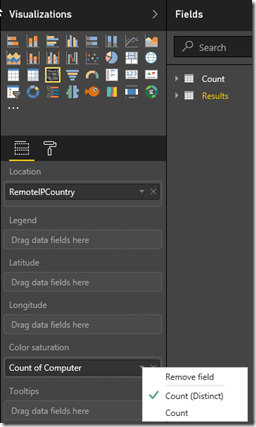 Visualizations
Fields
Search
Count
Results
Location
RemoteIPCountry
Legend
Drag data fields here
Latitude
Drag data fields here
Longitude
Drag data fields here
Color saturation
Count of Computer
Remove field
Count (Distinct)
Count
Tooltips
Drag data fields here